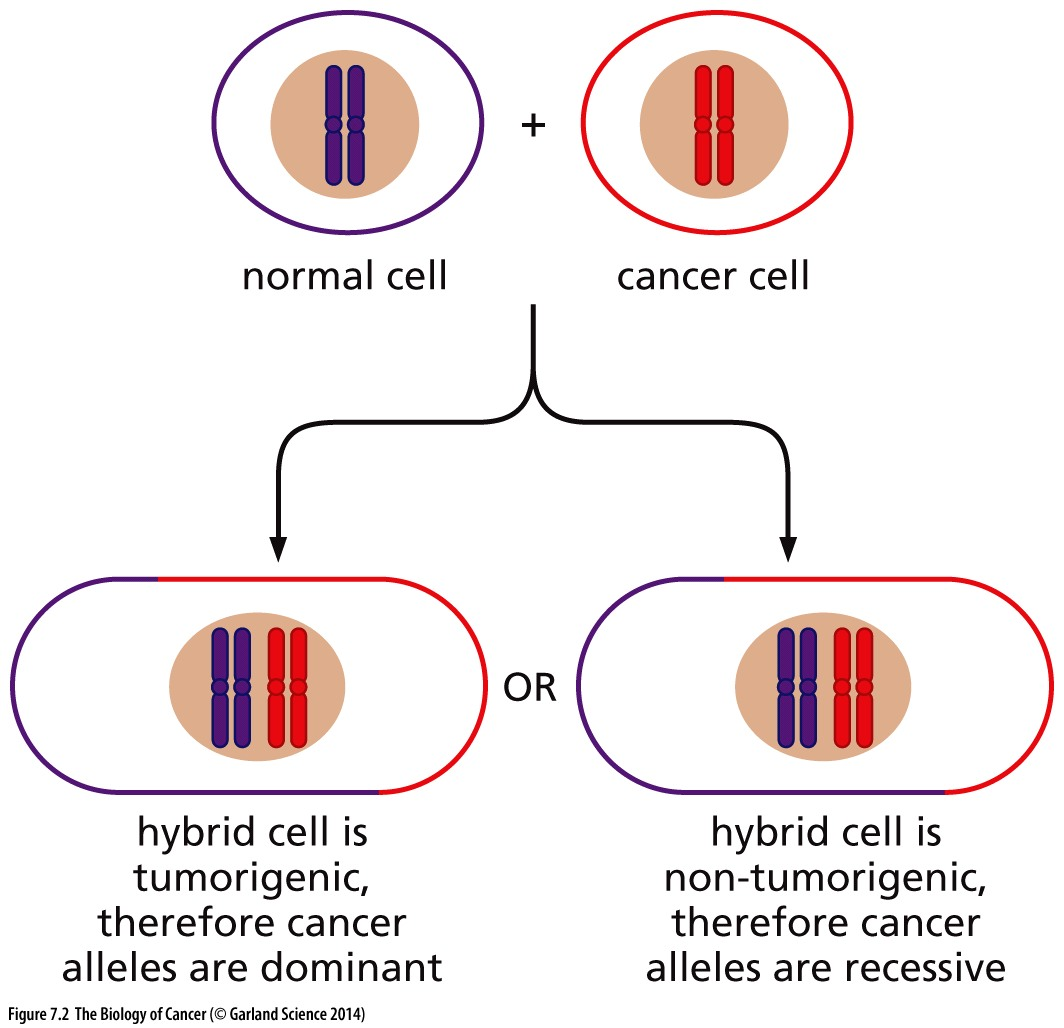 +
normal cell
cancer cell
OR
hybrid cell is
tumorigenic,
therefore cancer
alleles are dominant
hybrid cell is
non-tumorigenic,
therefore cancer
alleles are recessive
Figure 7.2 The Biology of Cancer (© Garland Science 2014)